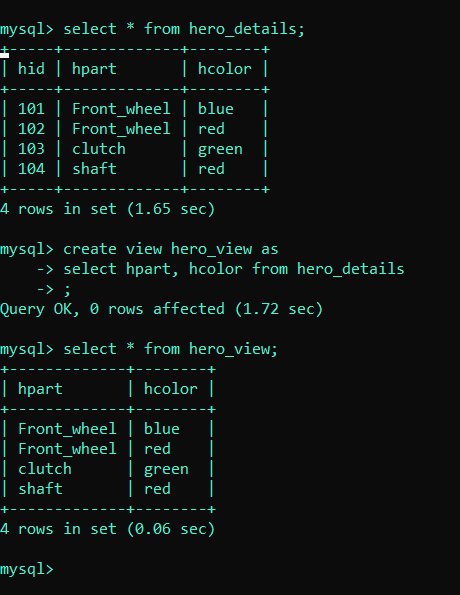 mysql> select * from hero_details;
+-----+-------------+--------+
| hid | hpart       | hcolor |
+-----+-------------+--------+
| 101 | Front_wheel | blue   |
| 102 | Front_wheel | red    |
| 103 | clutch      | green  |
| 104 | shaft       | red    |
+-----+-------------+--------+
4 rows in set (1.65 sec)
mysql> create view hero_view as
    -> select hpart, hcolor from hero_details
    -> ;
Query OK, 0 rows affected (1.72 sec)
mysql> select * from hero_view;
+-------------+--------+
| hpart       | hcolor |
+-------------+--------+
| Front_wheel | blue   |
| Front_wheel | red    |
| clutch      | green  |
| shaft       | red    |
+-------------+--------+
4 rows in set (0.06 sec)
mysql>